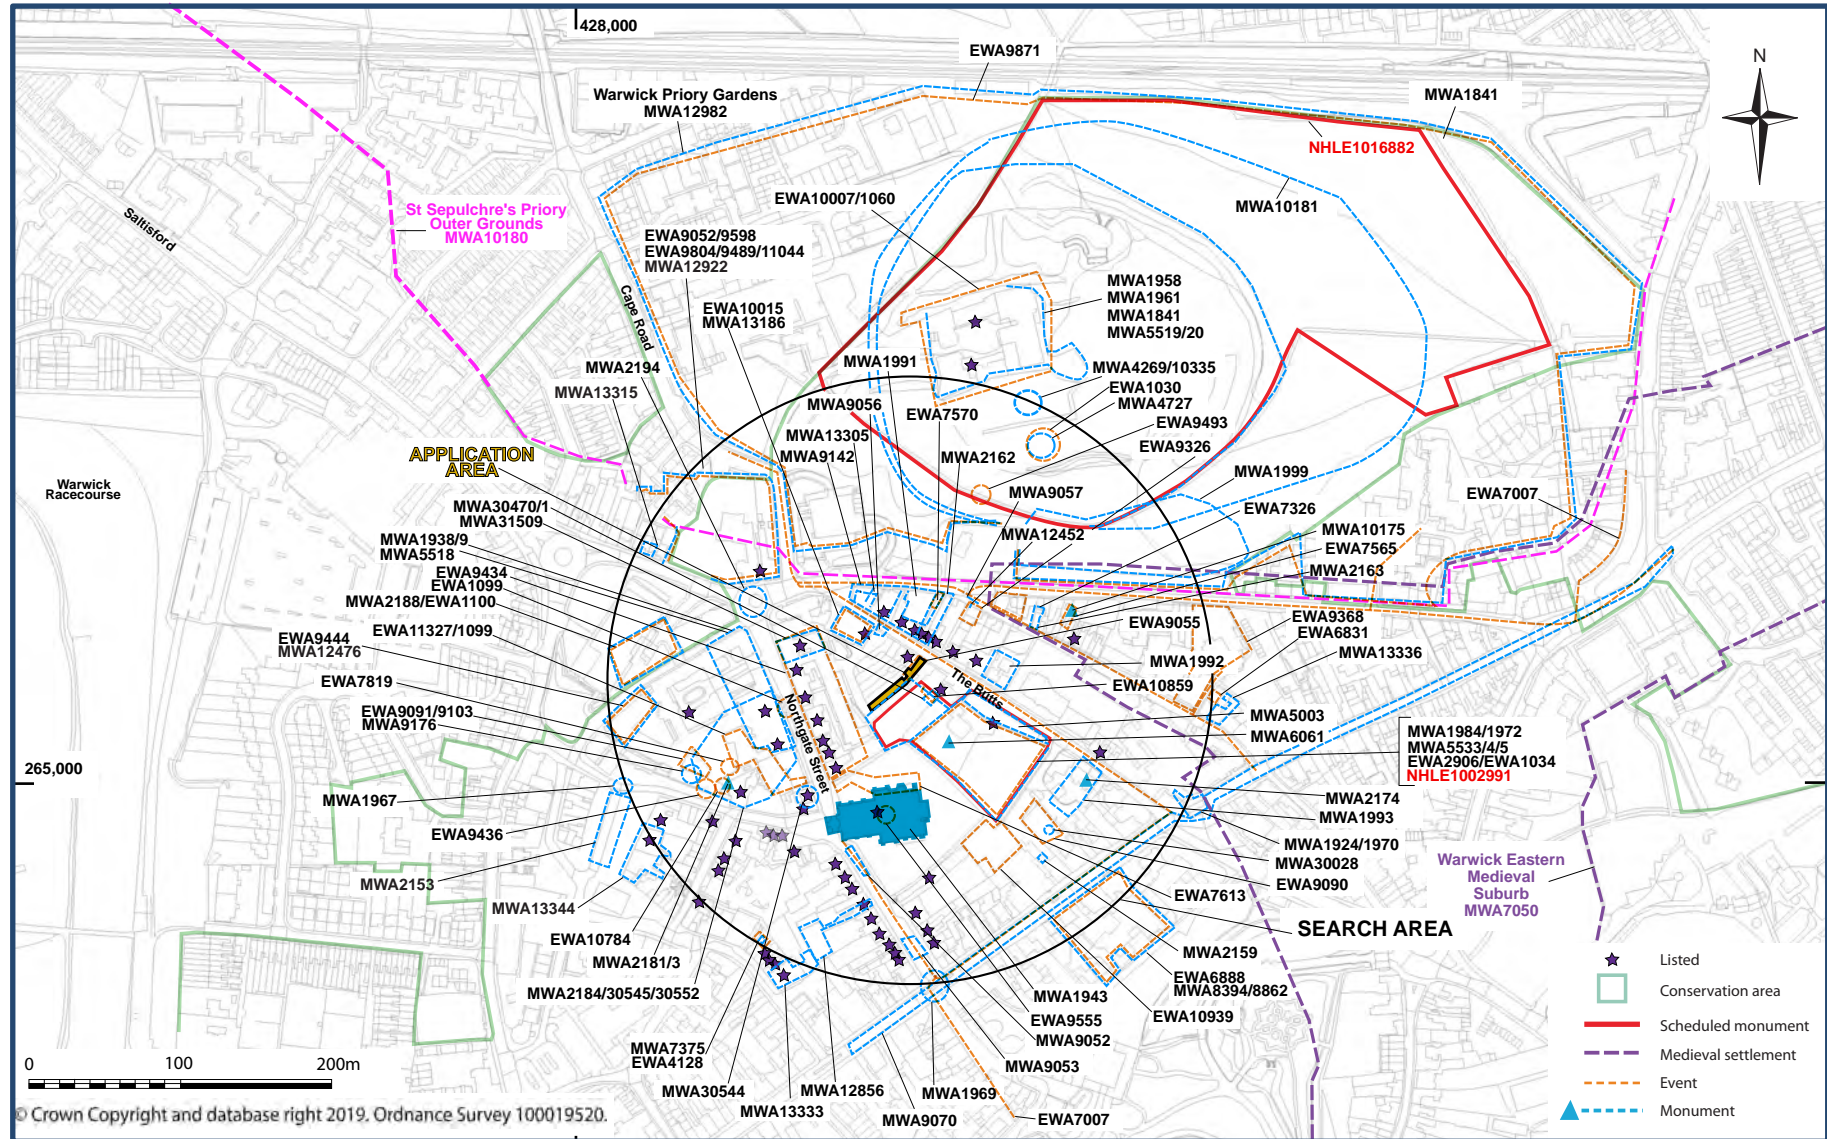 428,000
EWA9871
N
Warwick Priory Gardens
MWA12982
MWA1841
NHLE1016882
EWA10007/1060
MWA10181
St Sepulchre's Priory
Outer Grounds
MWA10180
Saltisford
EWA9052/9598
EWA9804/9489/11044
MWA12922
Cape Road
EWA10015
MWA13186
MWA1958
MWA1961
MWA1841
MWA5519/20
MWA2194
MWA1991
MWA4269/10335
MWA13315
EWA1030
MWA4727
MWA9056
EWA7570
EWA9493
MWA13305
MWA9142
EWA9326
APPLICATION
AREA
MWA2162
MWA1999
Warwick
Racecourse
MWA9057
EWA7007
MWA30470/1
MWA31509
EWA7326
MWA12452
MWA10175
MWA1938/9
MWA5518
EWA7565
MWA2163
EWA9434
EWA1099
MWA2188/EWA1100
EWA9368
EWA11327/1099
EWA9055
EWA6831
EWA9444
MWA12476
MWA13336
MWA1992
EWA7819
The Butts
EWA10859
Northgate Street
EWA9091/9103
MWA9176
MWA5003
MWA6061
MWA1984/1972
MWA5533/4/5
EWA2906/EWA1034
NHLE1002991
265,000
MWA1967
MWA2174
MWA1993
EWA9436
MWA1924/1970
MWA30028
EWA9090
Warwick Eastern
Medieval
Suburb
MWA7050
MWA2153
EWA7613
MWA13344
SEARCH AREA
EWA10784
MWA2181/3
MWA2159
Listed
EWA6888
MWA8394/8862
MWA2184/30545/30552
Conservation area
MWA1943
EWA10939
EWA9555
Scheduled monument
MWA9052
MWA7375
EWA4128
Medieval settlement
MWA9053
0 100 200m
MWA30544
MWA12856
MWA1969
Event
MWA13333
MWA9070
EWA7007
Monument
© Crown Copyright and database right 2019. Ordnance Survey 100019520.